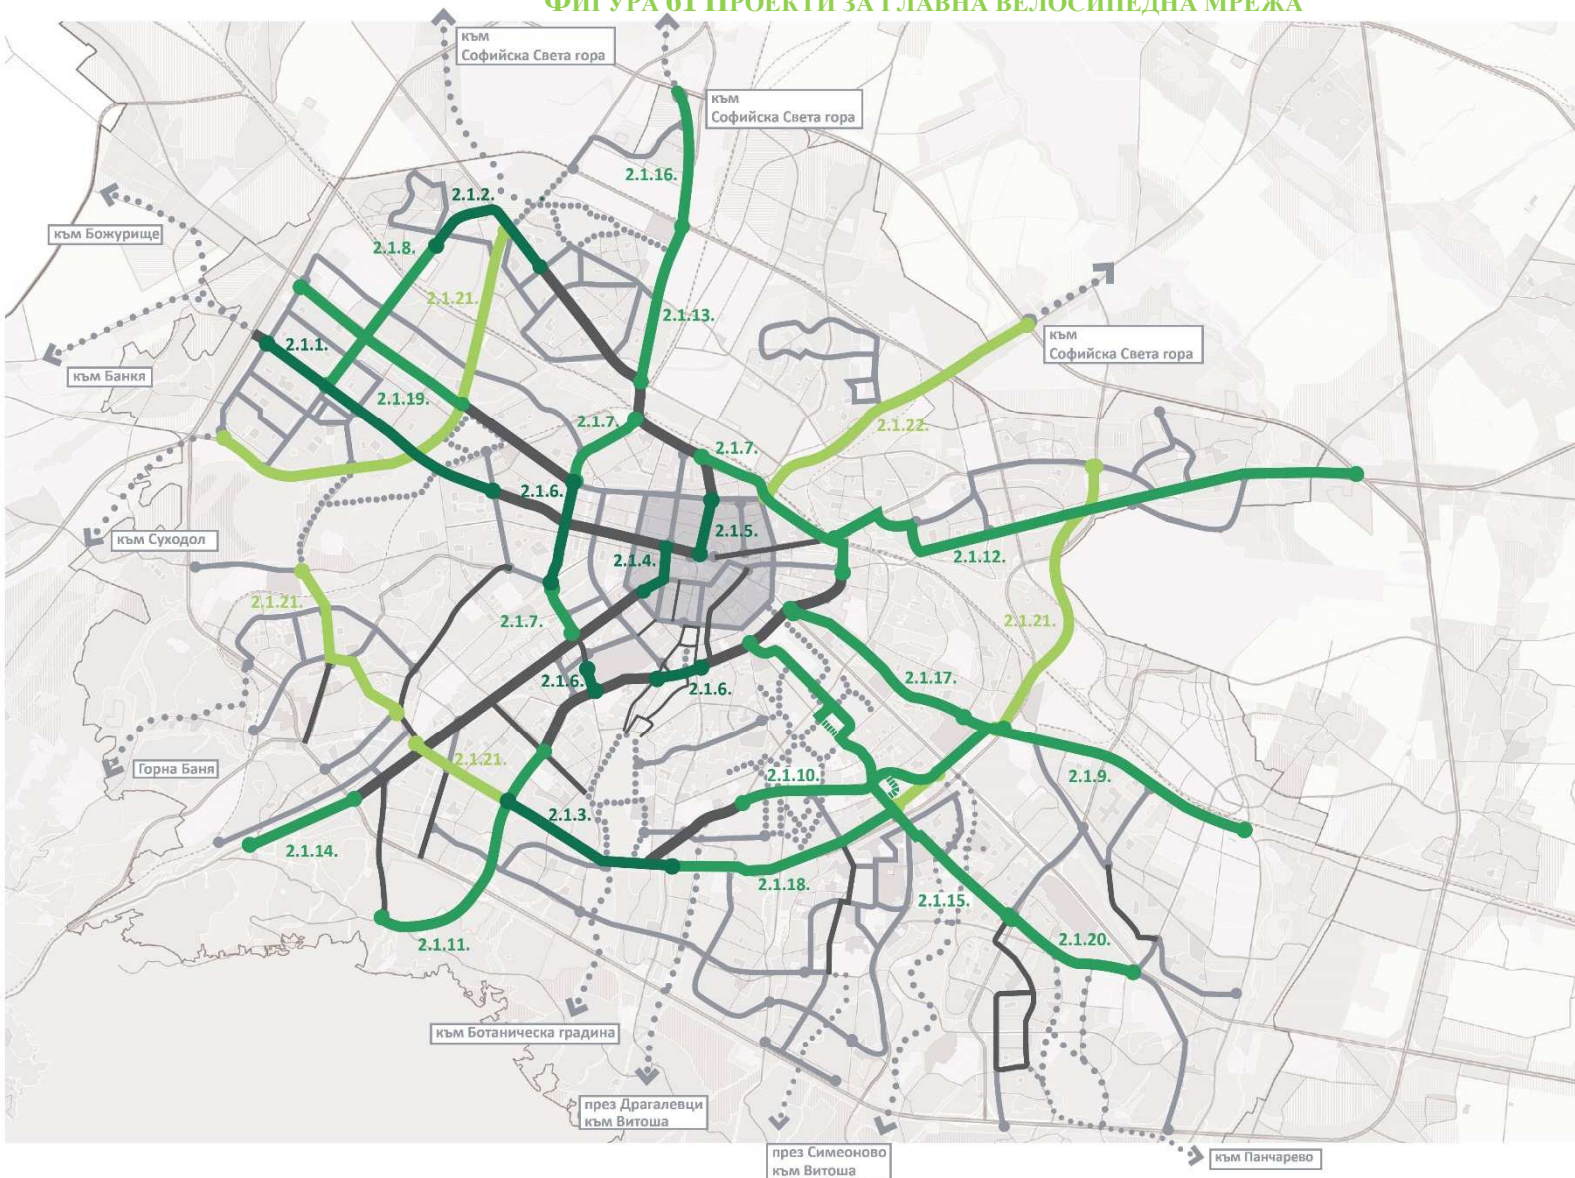 ФИГУРА 61 ПРОЕКТИ ЗА ГЛАВНА ВЕЛОСИПЕДНА МРЕЖА
към
Софийска Света гора
към
Софийска Света гора
2.1.16.
2.1.2.
към Божурище
2.1.8.
2.1.21.
2.1.13.
към
Софийска Света гора
2.1.1.
към Банкя
2.1.19.
2.1.7.
2.1.22.
2.1.7.
2.1.6.
към Суходол
2.1.5.
2.1.4.
2.1.12.
2.1.21.
2.1.7.
2.1.21.
2.1.6.
2.1.6.
2.1.17.
Горна Баня
2.1.21.
2.1.10.
2.1.9.
2.1.3.
2.1.14.
2.1.18.
2.1.15.
2.1.11.
2.1.20.
към Ботаническа градина
през Драгалевци
към Витоша
през Симеоново
към Витоша
към Панчарево